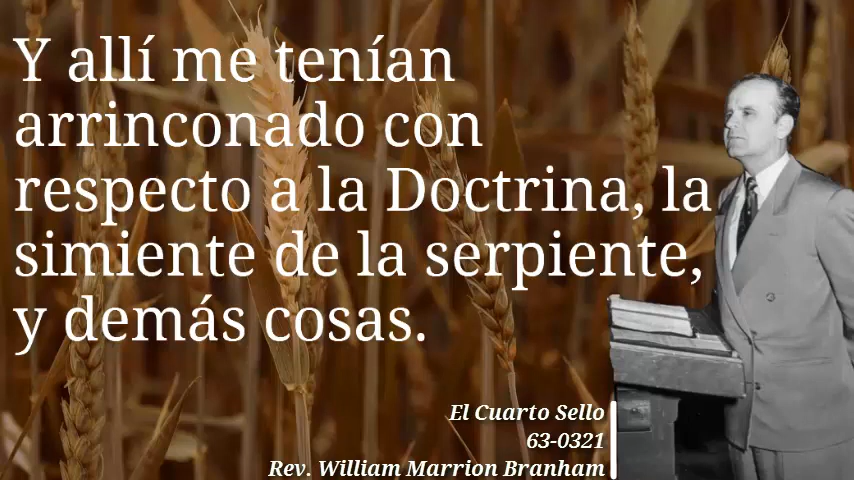 Y allí me tenían
arrinconado con
respecto a la Doctrina, la
simiente de la serpiente,
y demás cosas.
El Cuarto Sello
63-0321
Rev. William Marrion Branham